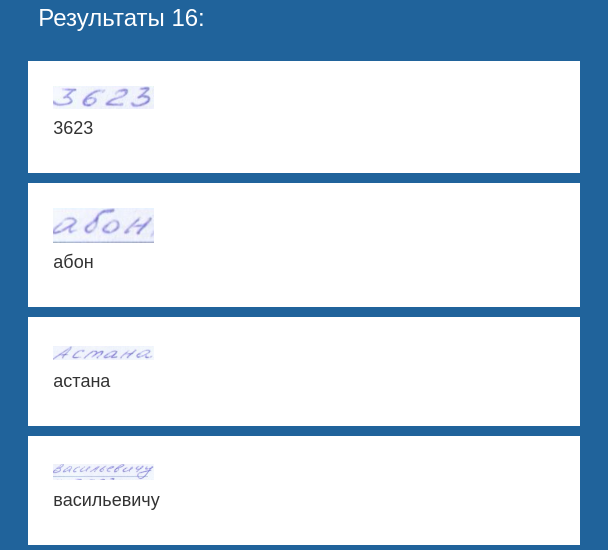 Результаты 16:
3623
3623
абон
абон
Астана
астана
васильевичу
васильевичу